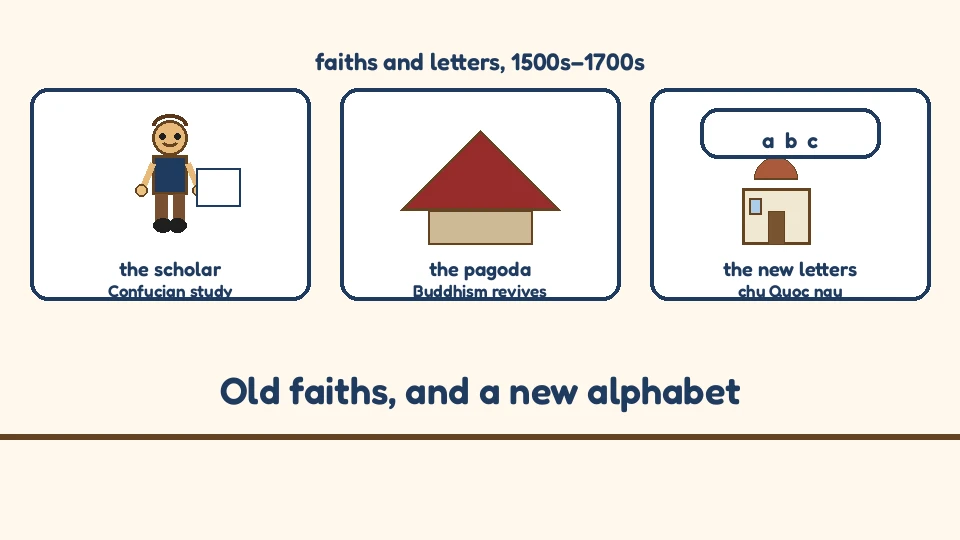 faiths and letters, 1500s–1700s
a b c
the scholar
Confucian study
the pagoda
Buddhism revives
the new letters
chu Quoc ngu
Old faiths, and a new alphabet